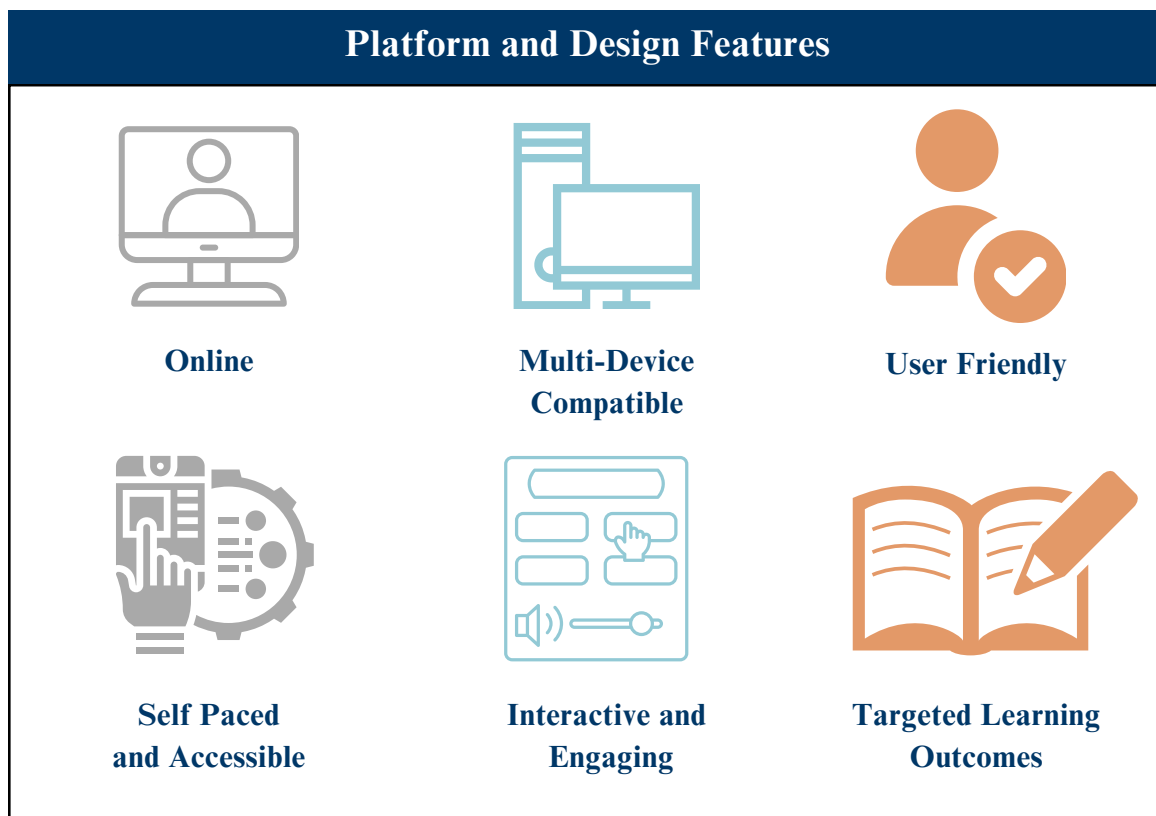 Platform and Design Features
Online
Multi-Device
Compatible
User Friendly
Self Paced
and Accessible
Interactive and
Engaging
Targeted Learning
Outcomes